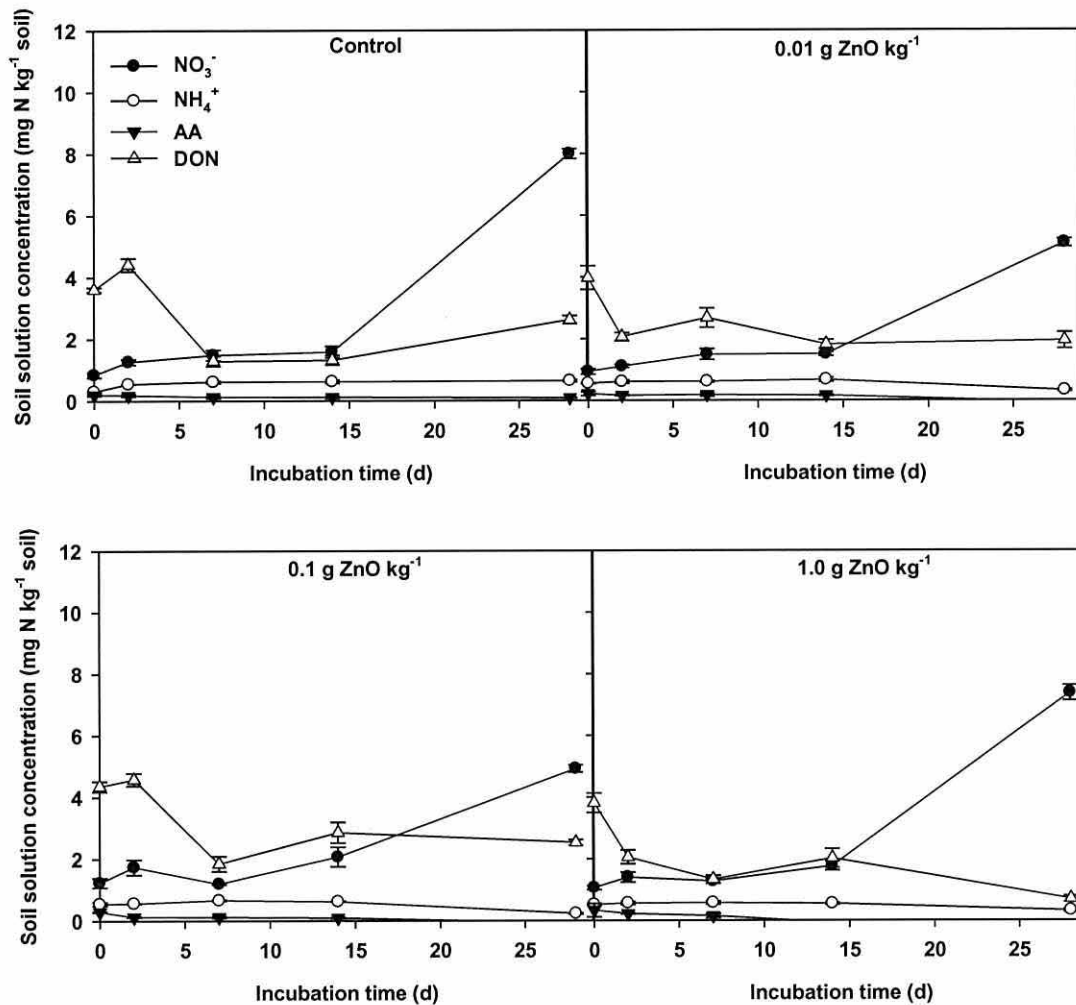 Soil solution concentration (mg N kg⁻¹ soil)
12
10
8
6
4
2
0
Control
NO₃⁻
NH₄⁺
AA
DON
0.01 g ZnO kg⁻¹
0 5 10 15 20 25
0 5 10 15 20 25
Incubation time (d)
Incubation time (d)
Soil solution concentration (mg N kg⁻¹ soil)
12
10
8
6
4
2
0
0.1 g ZnO kg⁻¹
1.0 g ZnO kg⁻¹
0 5 10 15 20 25
0 5 10 15 20 25
Incubation time (d)
Incubation time (d)